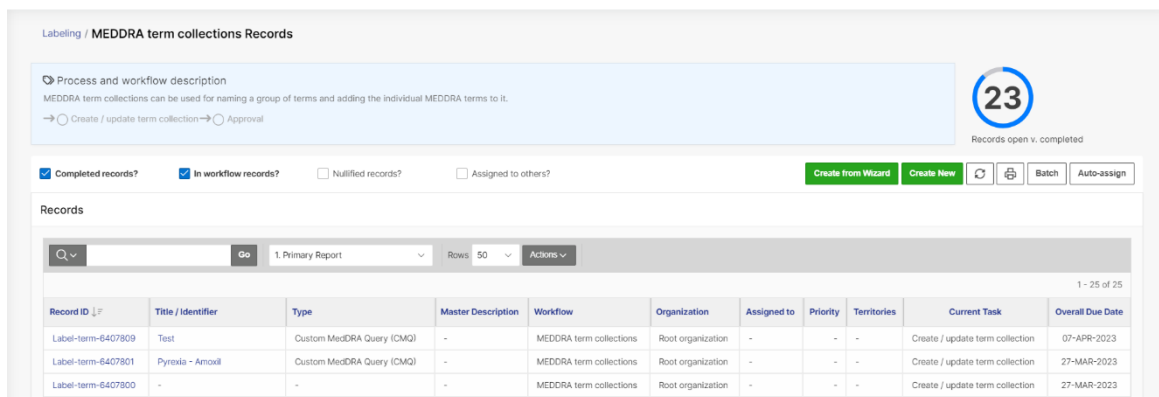 Labeling / MEDDRA term collections Records
Process and workflow description
MEDDRA term collections can be used for naming a group of terms and adding the individual MEDDRA terms to it.
Create / update term collection Approval
23
Records open v. completed
Completed records? In workflow records? Nullified records? Assigned to others? Create from Wizard Create New Batch Auto-assign
Records
Go 1. Primary Report Rows 50 Actions
1 - 25 of 25
Record ID Title / Identifier Type Master Description Workflow Organization Assigned to Priority Territories Current Task Overall Due Date
Label-term-6407809 Test Custom MedDRA Query (CMQ) - MEDDRA term collections Root organization - - - Create / update term collection 07-APR-2023
Label-term-6407801 Pyrexia - Amoxil Custom MedDRA Query (CMQ) - MEDDRA term collections Root organization - - - Create / update term collection 27-MAR-2023
Label-term-6407800 - - - MEDDRA term collections Root organization - - - Create / update term collection 27-MAR-2023